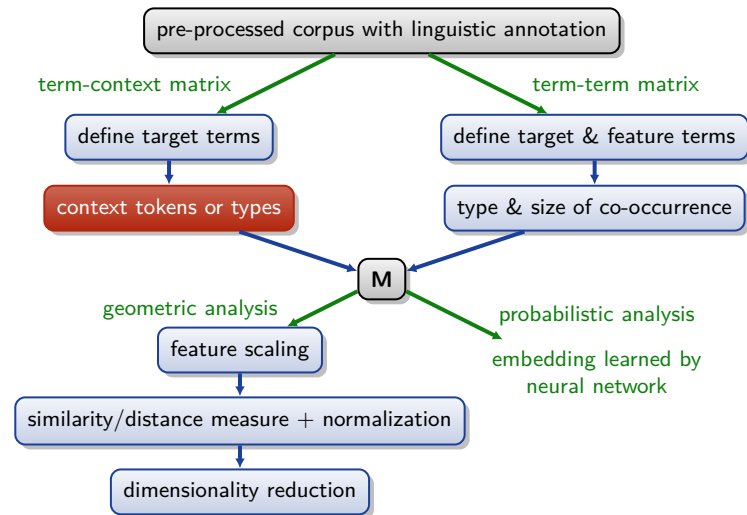 pre-processed corpus with linguistic annotation
term-context matrix
term-term matrix
define target terms
define target & feature terms
context tokens or types
type & size of co-occurrence
M
geometric analysis
probabilistic analysis
feature scaling
embedding learned by
neural network
similarity/distance measure + normalization
dimensionality reduction